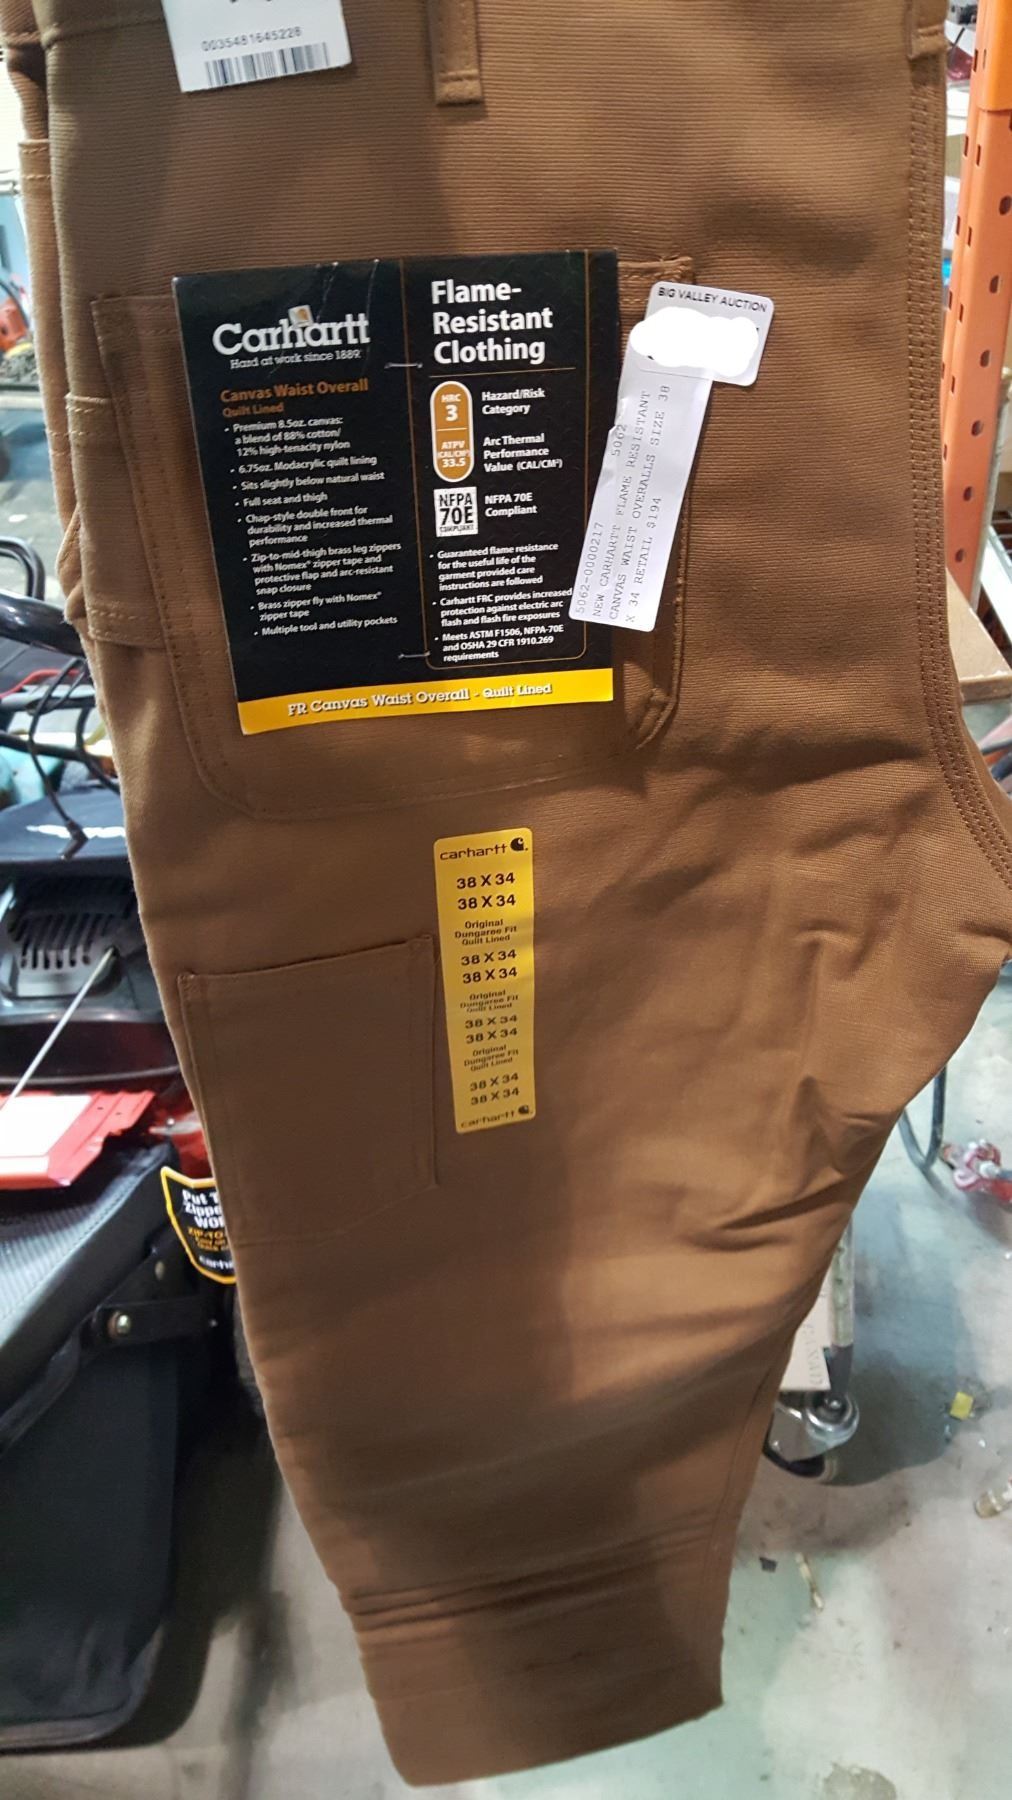 0035481645228
Carhartt
Hard at work since 1889.
Canvas Waist Overall
Quilt Lined
• Premium 8.5oz. canvas:
a blend of 88% cotton/
12% high-tenacity nylon
• 6.75oz. Modacrylic quilt lining
• Sits slightly below natural waist
• Full seat and thigh
• Chap-style double front for
durability and increased thermal
performance
• Zip-to-mid-thigh brass leg zippers
with Nomex® zipper tape and
protective flap and arc-resistant
snap closure
• Brass zipper fly with Nomex®
zipper tape
• Multiple tool and utility pockets
Flame-
Resistant
Clothing
HRC
3
Hazard/Risk
Category
ATPV
(CAL/CM²)
33.5
Arc Thermal
Performance
Value (CAL/CM²)
NFPA
70E
COMPLIANT
NFPA 70E
Compliant
• Guaranteed flame resistance
for the useful life of the
garment provided care
instructions are followed
• Carhartt FRC provides increased
protection against electric arc
flash and flash fire exposures
• Meets ASTM F1506, NFPA-70E
and OSHA 29 CFR 1910.269
requirements
FR Canvas Waist Overall - Quilt Lined
BIG VALLEY AUCTION
5062-0000217 5062-
NEW CARHARTT FLAME RESISTANT
CANVAS WAIST OVERALLS SIZE 38
X 34 RETAIL $194
carhartt
38 X 34
38 X 34
Original
Dungaree Fit
Quilt Lined
38 X 34
38 X 34
Original
Dungaree Fit
Quilt Lined
38 X 34
38 X 34
Original
Dungaree Fit
Quilt Lined
38 X 34
38 X 34
carhartt
Put
Zippe
WO
ZIP-TO
carh